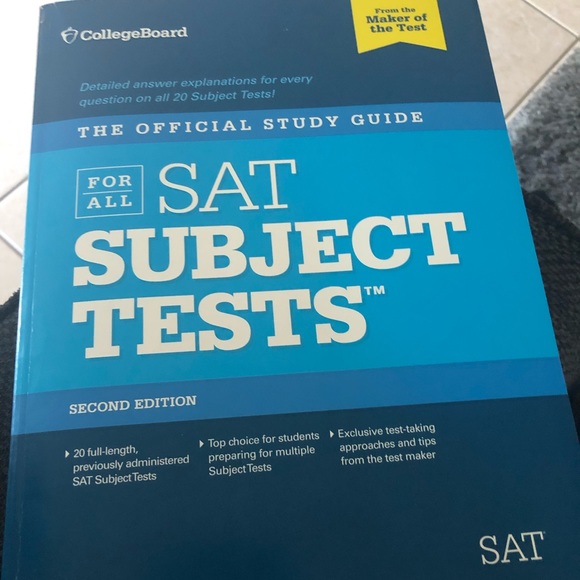 CollegeBoard
From the
Maker of
the Test
Detailed answer explanations for every
question on all 20 Subject Tests!
THE OFFICIAL STUDY GUIDE
FOR
ALL
SAT
SUBJECT
TESTS™
SECOND EDITION
20 full-length,
previously administered
SAT Subject Tests
Top choice for students
preparing for multiple
Subject Tests
Exclusive test-taking
approaches and tips
from the test maker
SAT